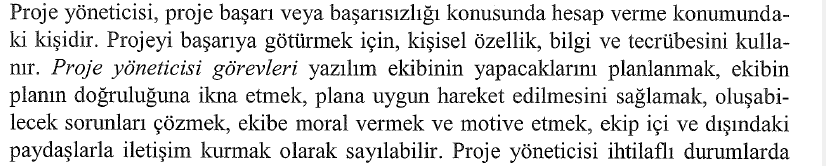 Proje yöneticisi, proje başarı veya başarısızlığı konusunda hesap verme konumunda-
ki kişidir. Projeyi başarıya götürmek için, kişisel özellik, bilgi ve tecrübesini kulla-
nır. Proje yöneticisi görevleri yazılım ekibinin yapacaklarını planlanmak, ekibin
planın doğruluğuna ikna etmek, plana uygun hareket edilmesini sağlamak, oluşabi-
lecek sorunları çözmek, ekibe moral vermek ve motive etmek, ekip içi ve dışındaki
paydaşlarla iletişim kurmak olarak sayılabilir. Proje yöneticisi ihtilaflı durumlarda